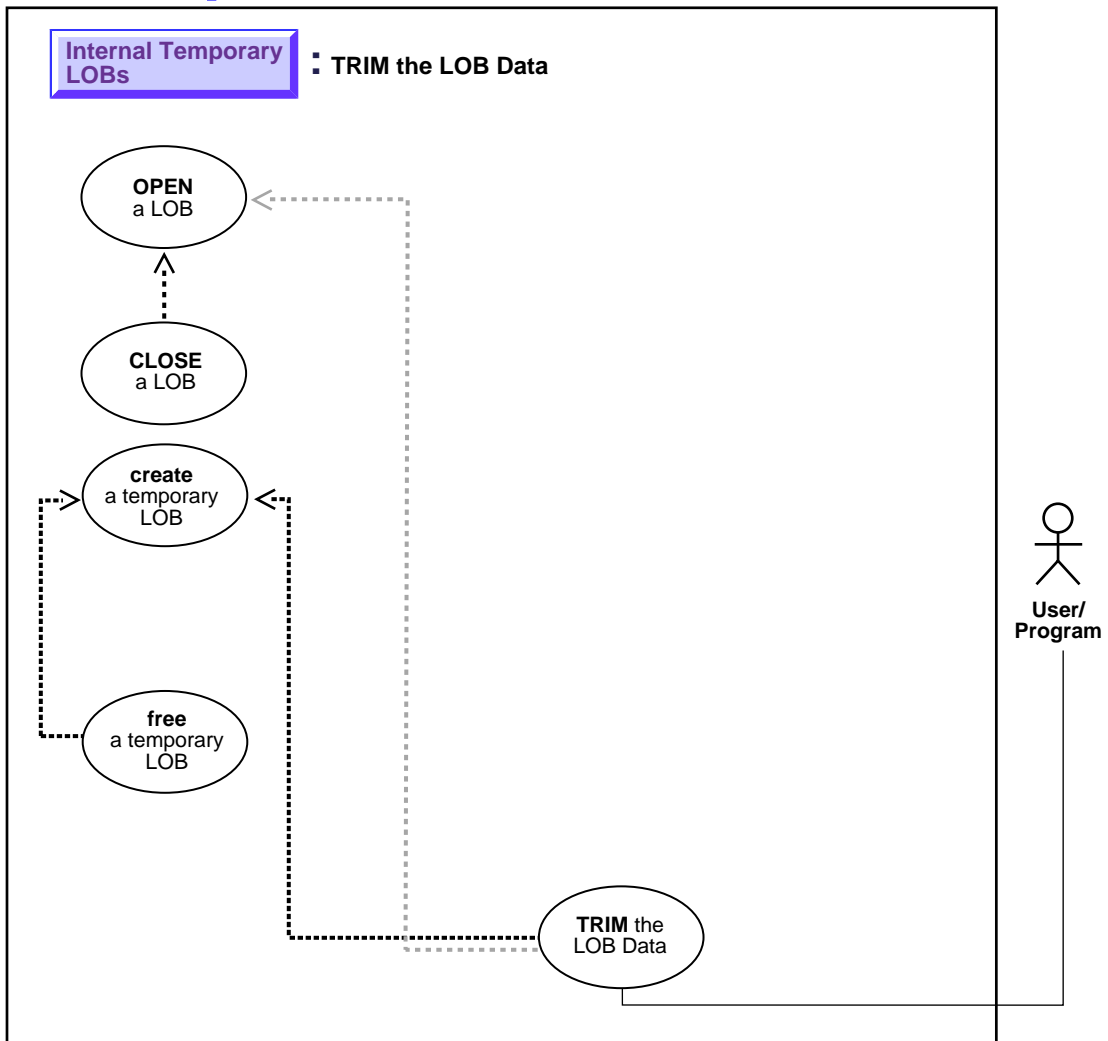 Internal Temporary
LOBs
: TRIM the LOB Data
OPEN
a LOB
CLOSE
a LOB
create
a temporary
LOB
User/
Program
free
a temporary
LOB
TRIM the
LOB Data